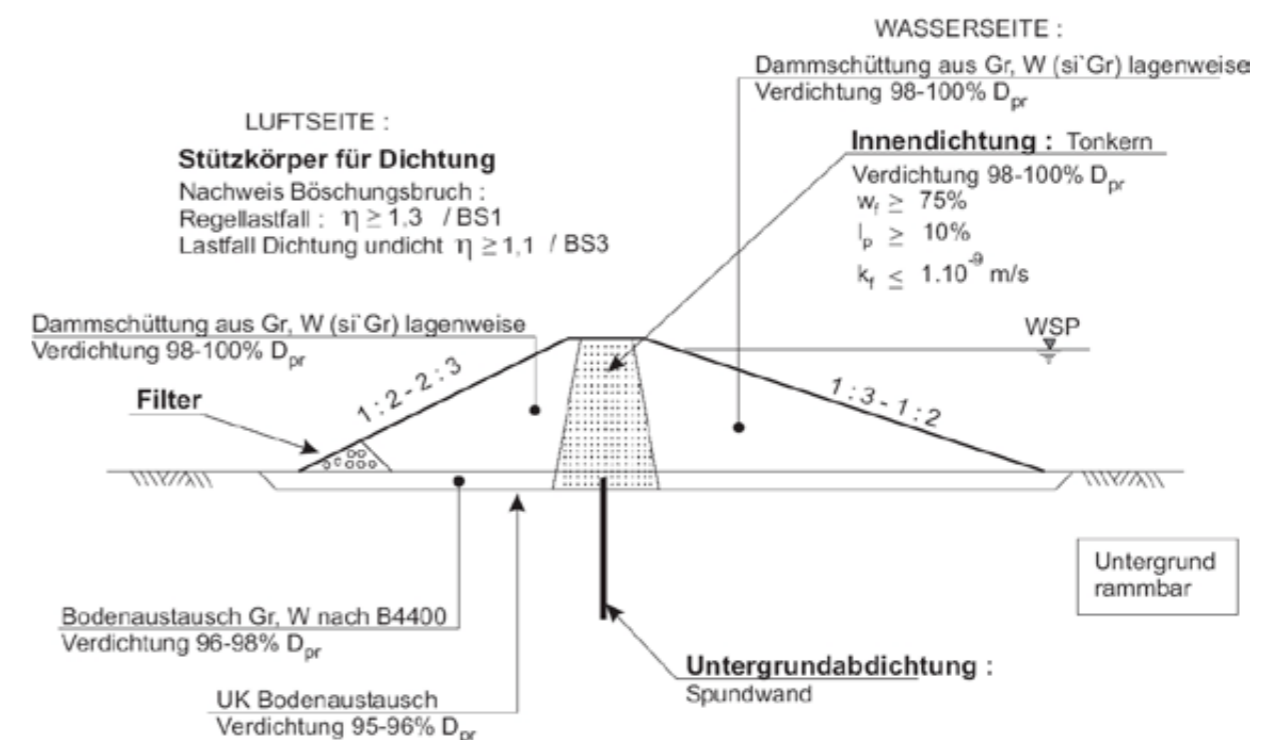 WASSERSEITE :
Dammschüttung aus Gr, W (si`Gr) lagenweise
Verdichtung 98-100% Dpr
LUFTSEITE :
Stützkörper für Dichtung
Nachweis Böschungsbruch :
Regellastfall : η ≥ 1,3 / BS1
Lastfall Dichtung undicht η ≥ 1,1 / BS3
Innendichtung : Tonkern
Verdichtung 98-100% Dpr
wf ≥ 75%
Ip ≥ 10%
kf ≤ 1.10-9 m/s
Dammschüttung aus Gr, W (si`Gr) lagenweise
Verdichtung 98-100% Dpr
WSP
Filter
1 : 2 - 2 : 3
1 : 3 - 1 : 2
Untergrund
rammbar
Bodenaustausch Gr, W nach B4400
Verdichtung 96-98% Dpr
Untergrundabdichtung :
Spundwand
UK Bodenaustausch
Verdichtung 95-96% Dpr